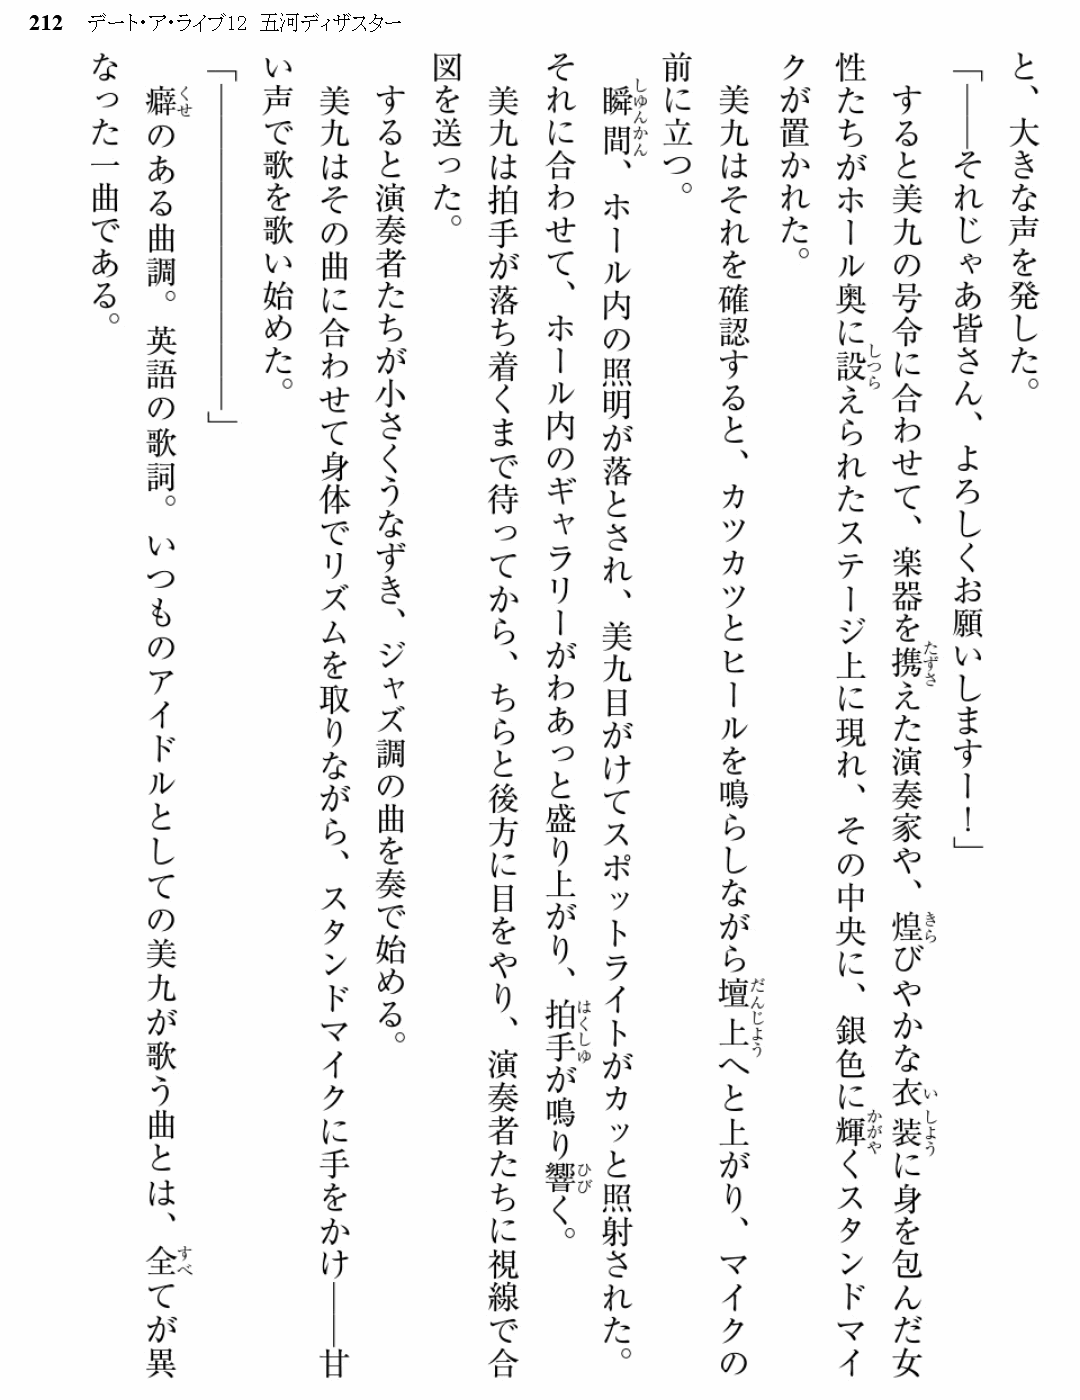 212 デート・ア・ライブ12 五河ディザスター
と、大きな声を発した。
「――それじゃあ皆さん、よろしくお願いしますー！」
すると美九の号令に合わせて、楽器を携えた演奏家や、煌びやかな衣装に身を包んだ女
性たちがホール奥に設えられたステージ上に現れ、その中央に、銀色に輝くスタンドマイ
クが置かれた。
美九はそれを確認すると、カツカツとヒールを鳴らしながら壇上へと上がり、マイクの
前に立つ。
瞬間、ホール内の照明が落とされ、美九目がけてスポットライトがカッと照射された。
それに合わせて、ホール内のギャラリーがわあっと盛り上がり、拍手が鳴り響く。
美九は拍手が落ち着くまで待ってから、ちらと後方に目をやり、演奏者たちに視線で合
図を送った。
すると演奏者たちが小さくうなずき、ジャズ調の曲を奏で始める。
美九はその曲に合わせて身体でリズムを取りながら、スタンドマイクに手をかけ――甘
い声で歌を歌い始めた。
「――――――――――」
癖のある曲調。英語の歌詞。いつものアイドルとしての美九が歌う曲とは、全てが異
なった一曲である。